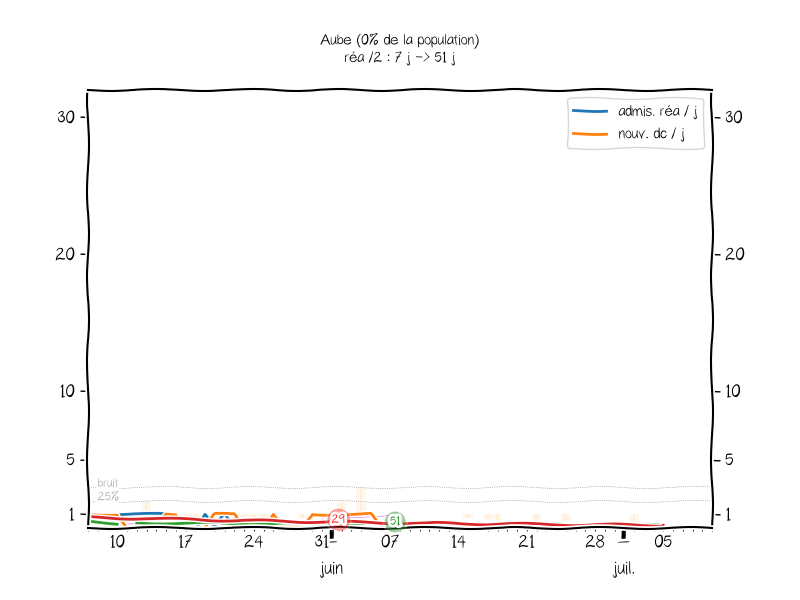 Aube (0% de la population)
réa /2 : 7 j -> 51 j
admis. réa / j
nouv. dc / j
30
30
20
20
10
10
5
5
bruit
25%
1
1
29
51
10 17 24 31 07 14 21 28 05
juin juil.